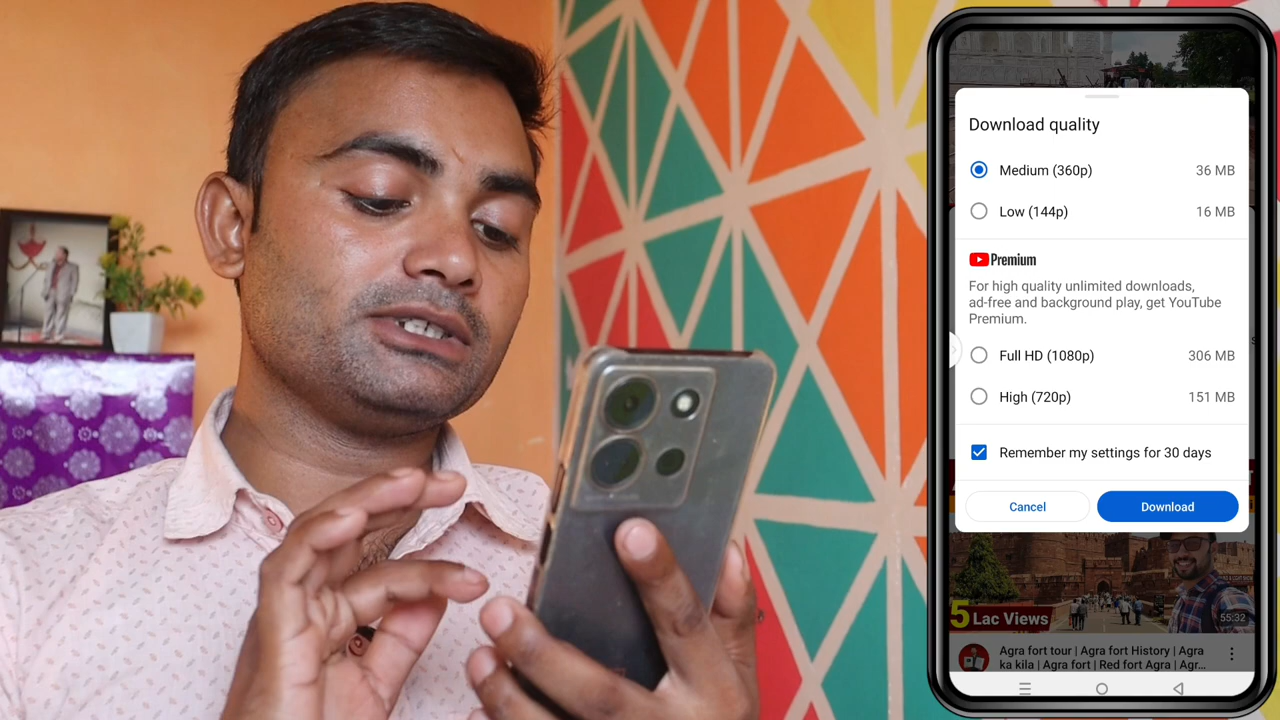 Download quality
Medium (360p) 36 MB
Low (144p) 16 MB
Premium
For high quality unlimited downloads,
ad-free and background play, get YouTube
Premium.
Full HD (1080p) 306 MB
High (720p) 151 MB
Remember my settings for 30 days
Cancel Download
5 Lac Views
55:32
Agra fort tour | Agra fort History | Agra
ka kila | Agra fort | Red fort Agra | Agr...